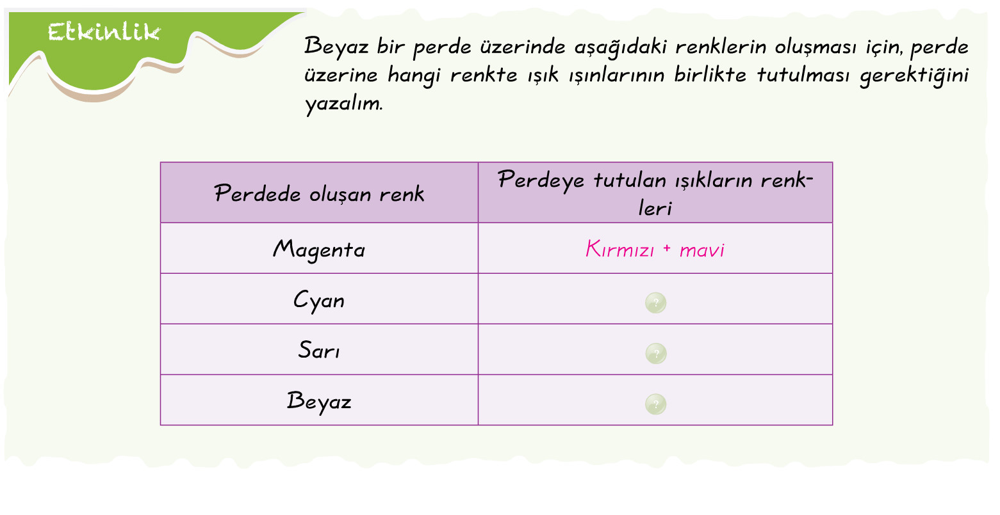 Etkinlik
Beyaz bir perde üzerinde aşağıdaki renklerin oluşması için, perde
üzerine hangi renkte ışık ışınlarının birlikte tutulması gerektiğini
yazalım.
Perdede oluşan renk
Perdeye tutulan ışıkların renk-
leri
Magenta
Kırmızı + mavi
Cyan
?
Sarı
?
Beyaz
?